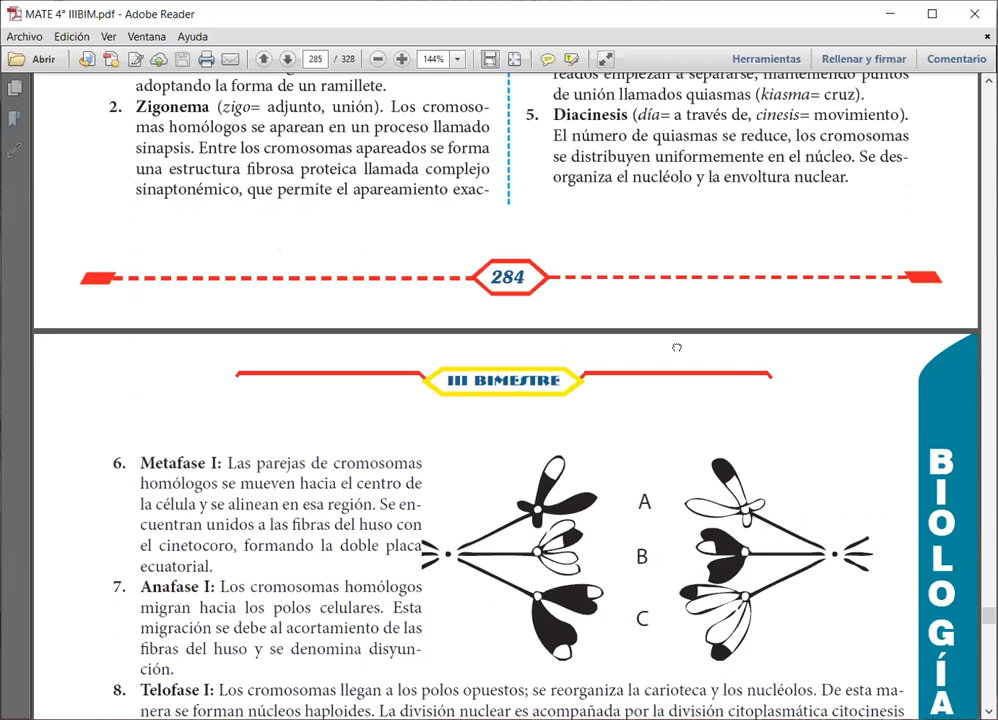 MATE 4° IIIBIM.pdf - Adobe Reader
Archivo Edición Ver Ventana Ayuda
Abrir 285 / 328 144% Herramientas Rellenar y firmar Comentario
adoptando la forma de un ramillete.
2. Zigonema (zigo= adjunto, unión). Los cromoso-
mas homólogos se aparean en un proceso llamado
sinapsis. Entre los cromosomas apareados se forma
una estructura fibrosa proteica llamada complejo
sinaptonémico, que permite el apareamiento exac-
reados empiezan a separarse, manteniendo puntos
de unión llamados quiasmas (kiasma= cruz).
5. Diacinesis (día= a través de, cinesis= movimiento).
El número de quiasmas se reduce, los cromosomas
se distribuyen uniformemente en el núcleo. Se des-
organiza el nucléolo y la envoltura nuclear.
284
III BIMESTRE
6. Metafase I: Las parejas de cromosomas
homólogos se mueven hacia el centro de
la célula y se alinean en esa región. Se en-
cuentran unidos a las fibras del huso con
el cinetocoro, formando la doble placa
ecuatorial.
7. Anafase I: Los cromosomas homólogos
migran hacia los polos celulares. Esta
migración se debe al acortamiento de las
fibras del huso y se denomina disyun-
ción.
A
B
C
8. Telofase I: Los cromosomas llegan a los polos opuestos; se reorganiza la carioteca y los nucléolos. De esta ma-
nera se forman núcleos haploides. La división nuclear es acompañada por la división citoplasmática citocinesis
BIOLOGÍA